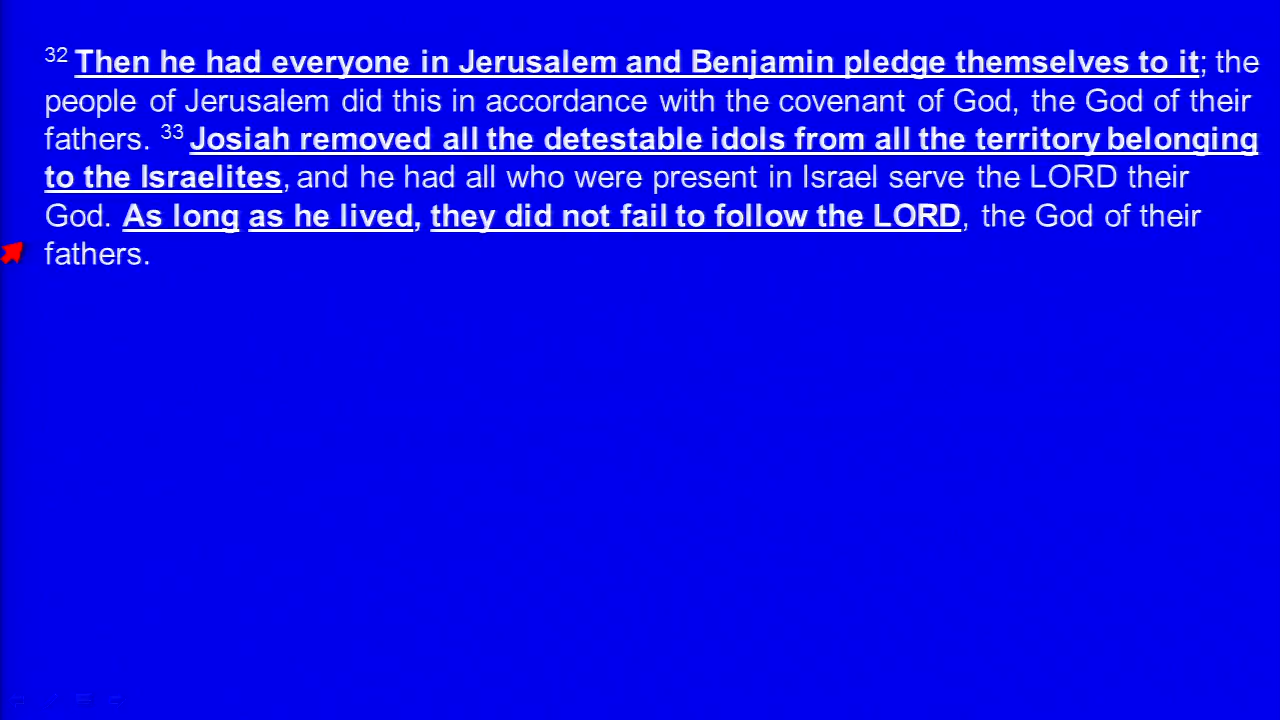 32 Then he had everyone in Jerusalem and Benjamin pledge themselves to it; the
people of Jerusalem did this in accordance with the covenant of God, the God of their
fathers. 33 Josiah removed all the detestable idols from all the territory belonging
to the Israelites, and he had all who were present in Israel serve the LORD their
God. As long as he lived, they did not fail to follow the LORD, the God of their
fathers.